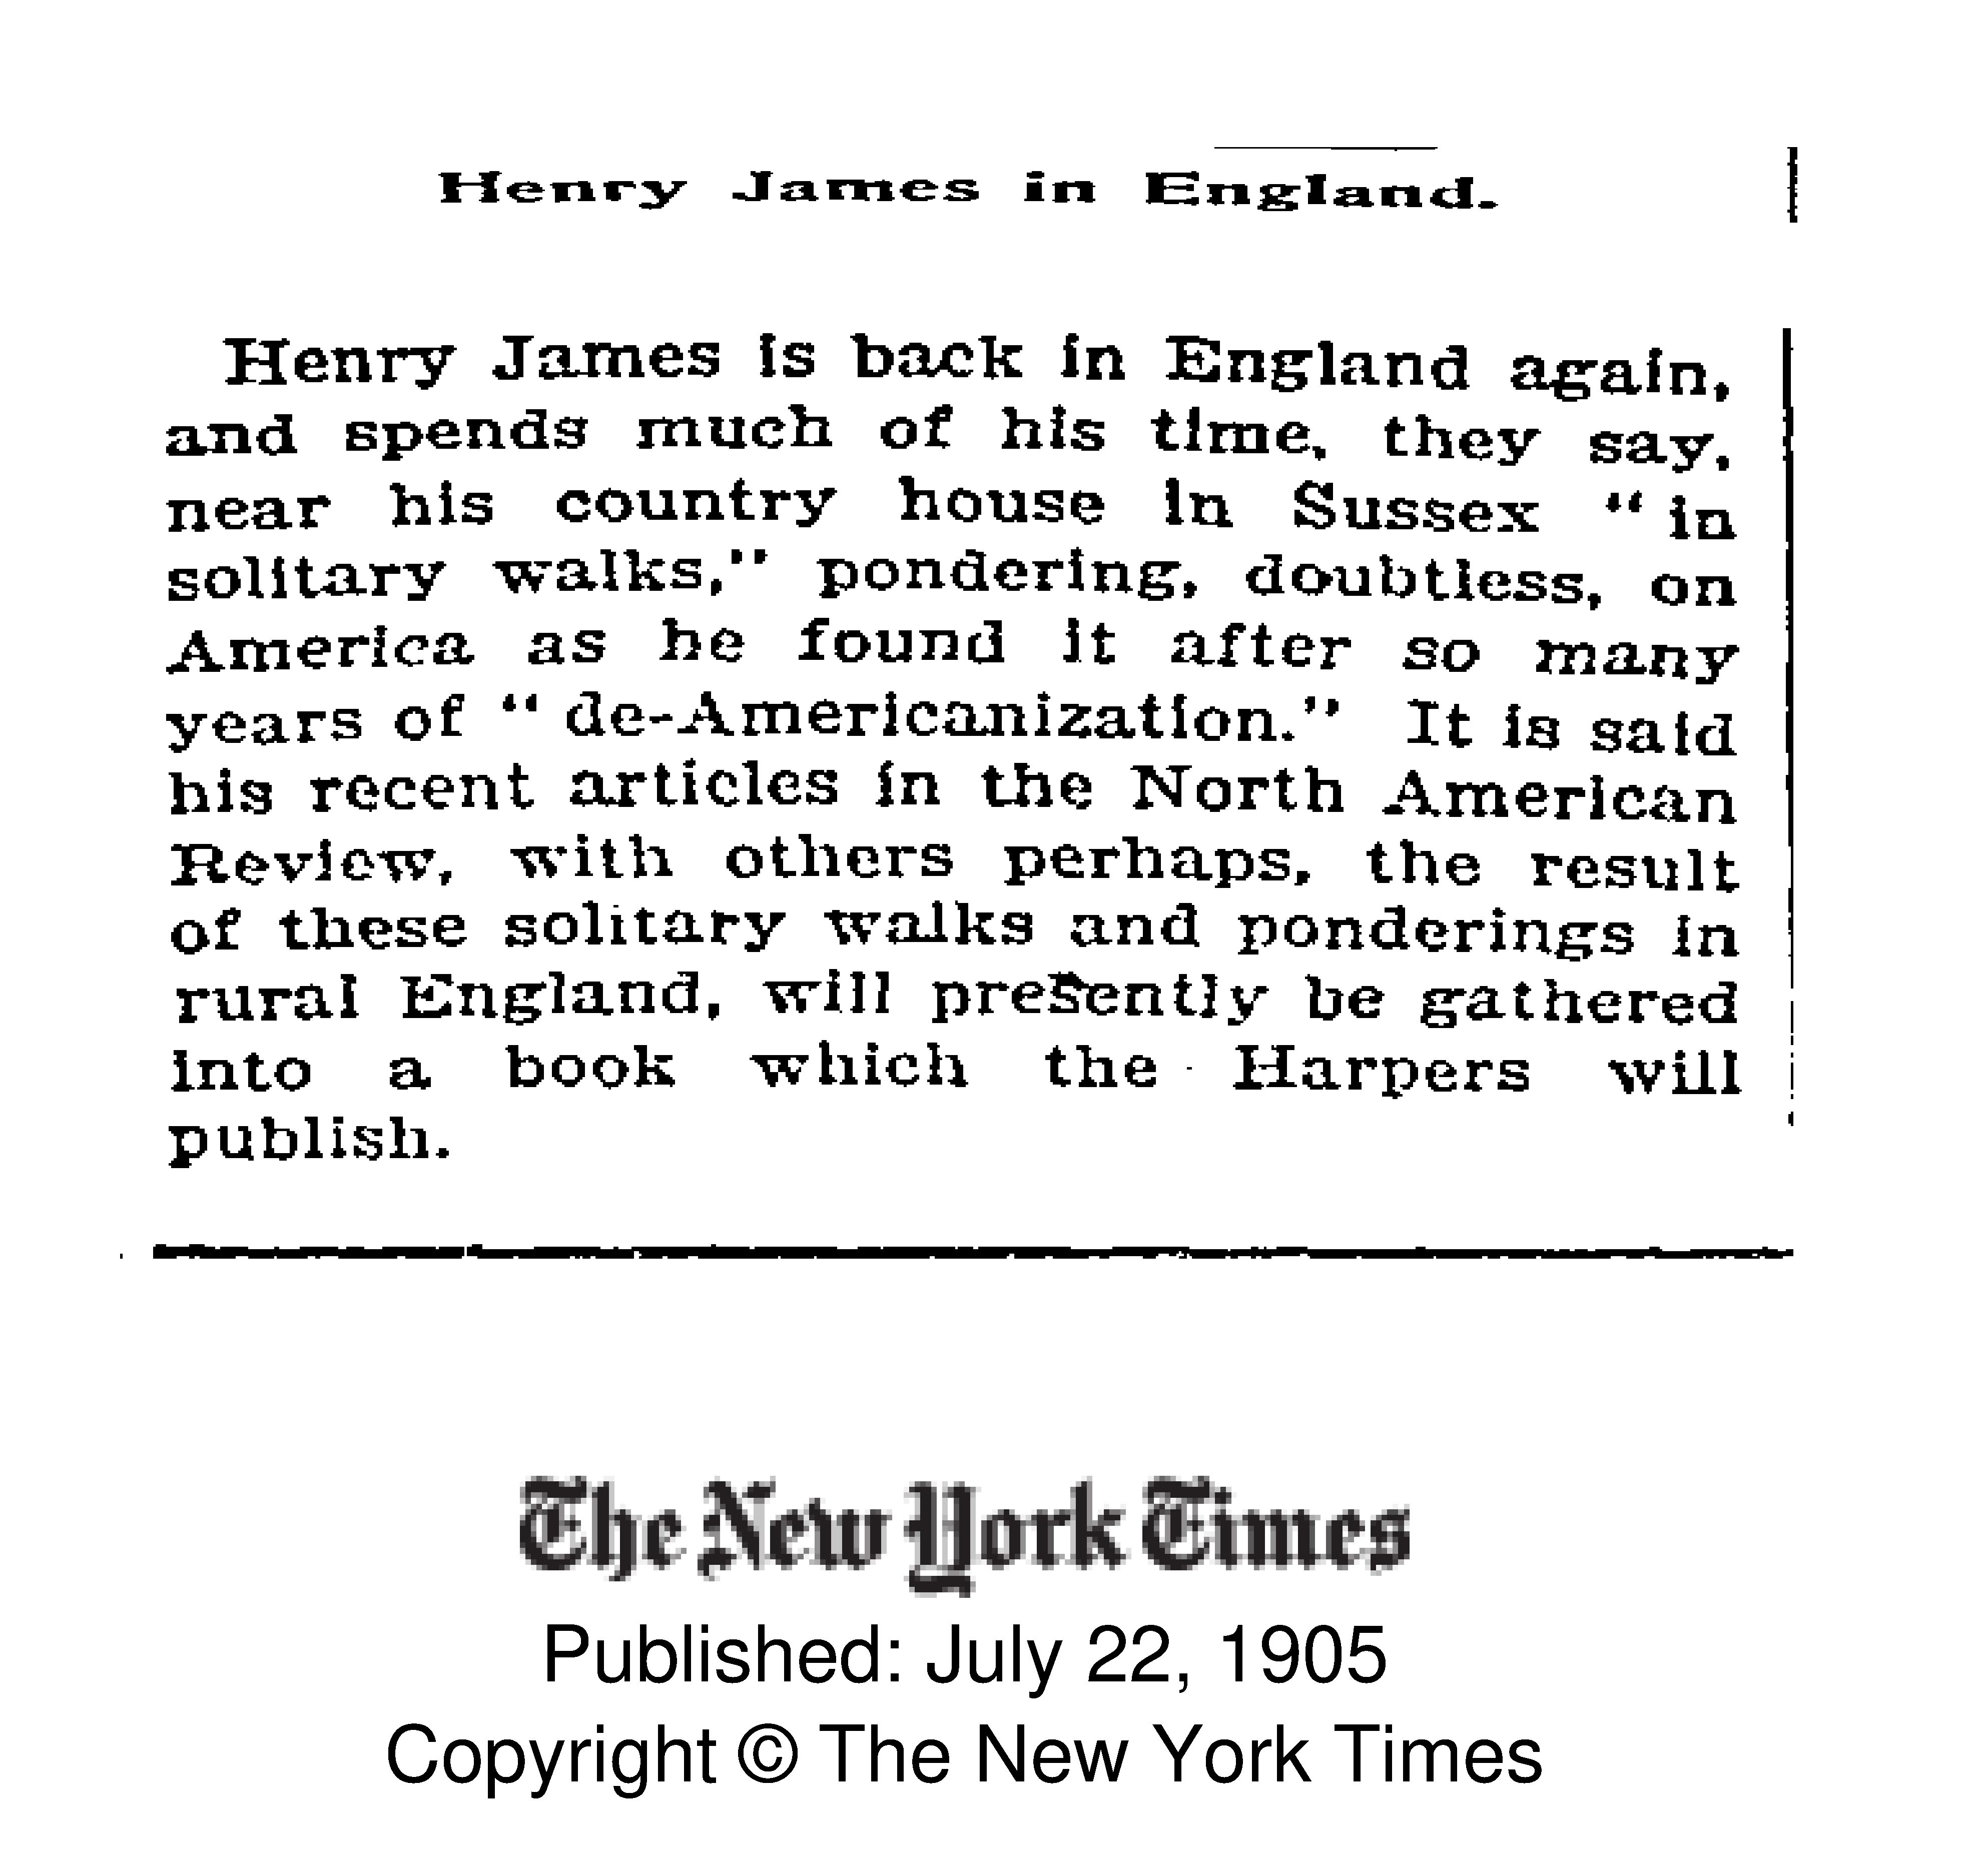 Henry James in England.
Henry James is back in England again,
and spends much of his time, they say,
near his country house in Sussex “in
solitary walks,” pondering, doubtless, on
America as he found it after so many
years of “de-Americanization.” It is said
his recent articles in the North American
Review, with others perhaps, the result
of these solitary walks and ponderings in
rural England, will presently be gathered
into a book which the Harpers will
publish.
The New York Times
Published: July 22, 1905
Copyright © The New York Times